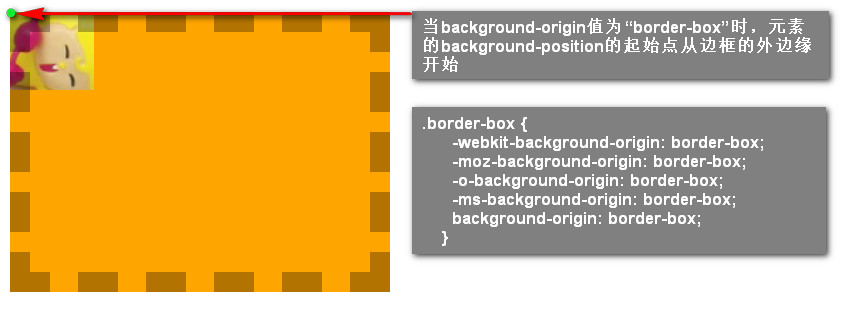 当background-origin值为“border-box”时，元素
的background-position的起始点从边框的外边缘
开始
.border-box {
-webkit-background-origin: border-box;
-moz-background-origin: border-box;
-o-background-origin: border-box;
-ms-background-origin: border-box;
background-origin: border-box;
}